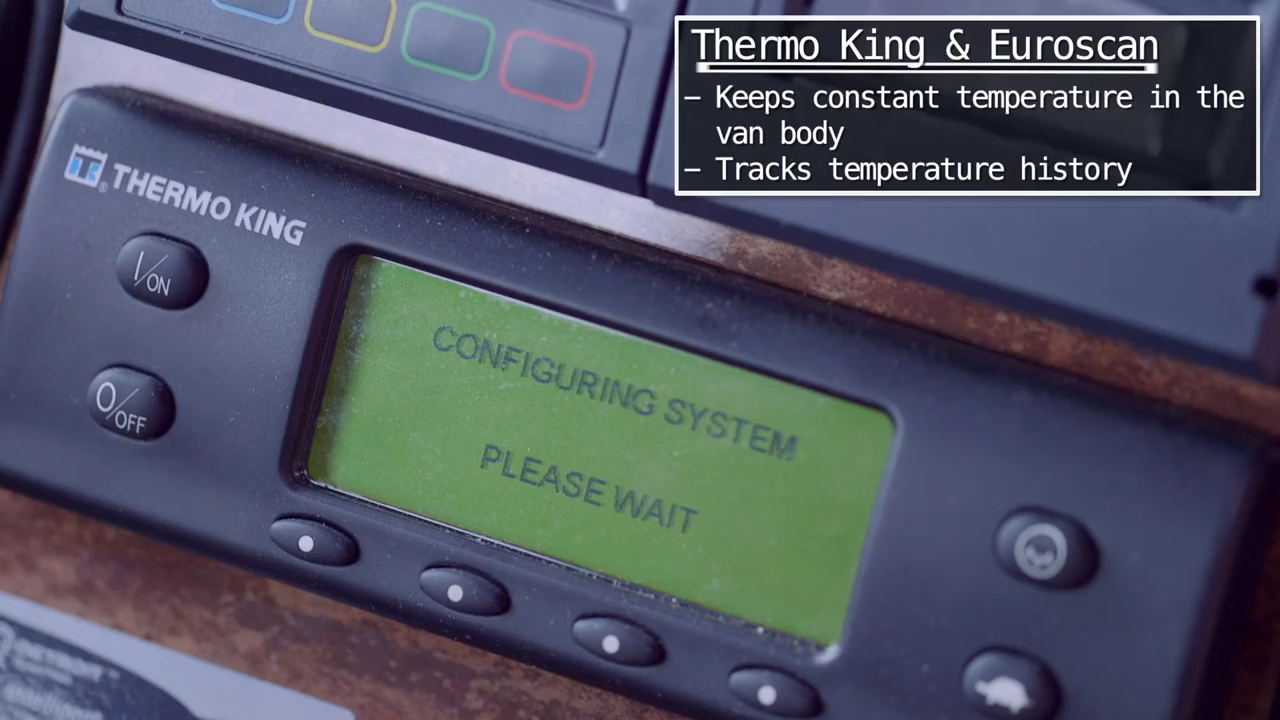 Thermo King & Euroscan
– Keeps constant temperature in the
van body
– Tracks temperature history
THERMO KING
I/ON
O/OFF
CONFIGURING SYSTEM
PLEASE WAIT
DETROIT